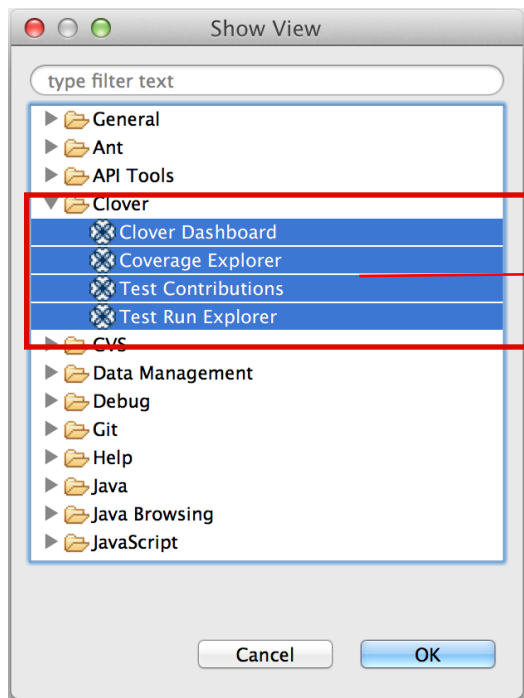 Show View
type filter text
General
Ant
API Tools
Clover
Clover Dashboard
Coverage Explorer
Test Contributions
Test Run Explorer
CVS
Data Management
Debug
Git
Help
Java
Java Browsing
JavaScript
Cancel OK